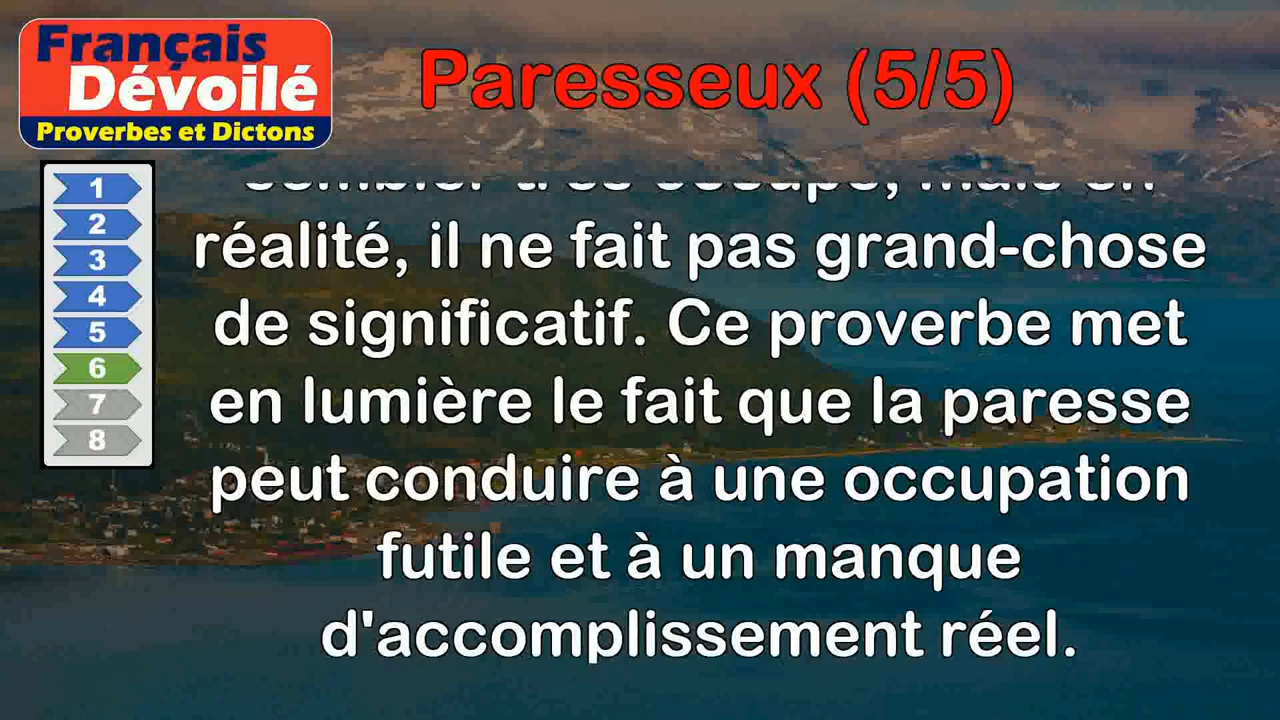 Français
Dévoilé
Proverbes et Dictons
Paresseux (5/5)
1
2
3
4
5
6
7
8
réalité, il ne fait pas grand-chose
de significatif. Ce proverbe met
en lumière le fait que la paresse
peut conduire à une occupation
futile et à un manque
d'accomplissement réel.